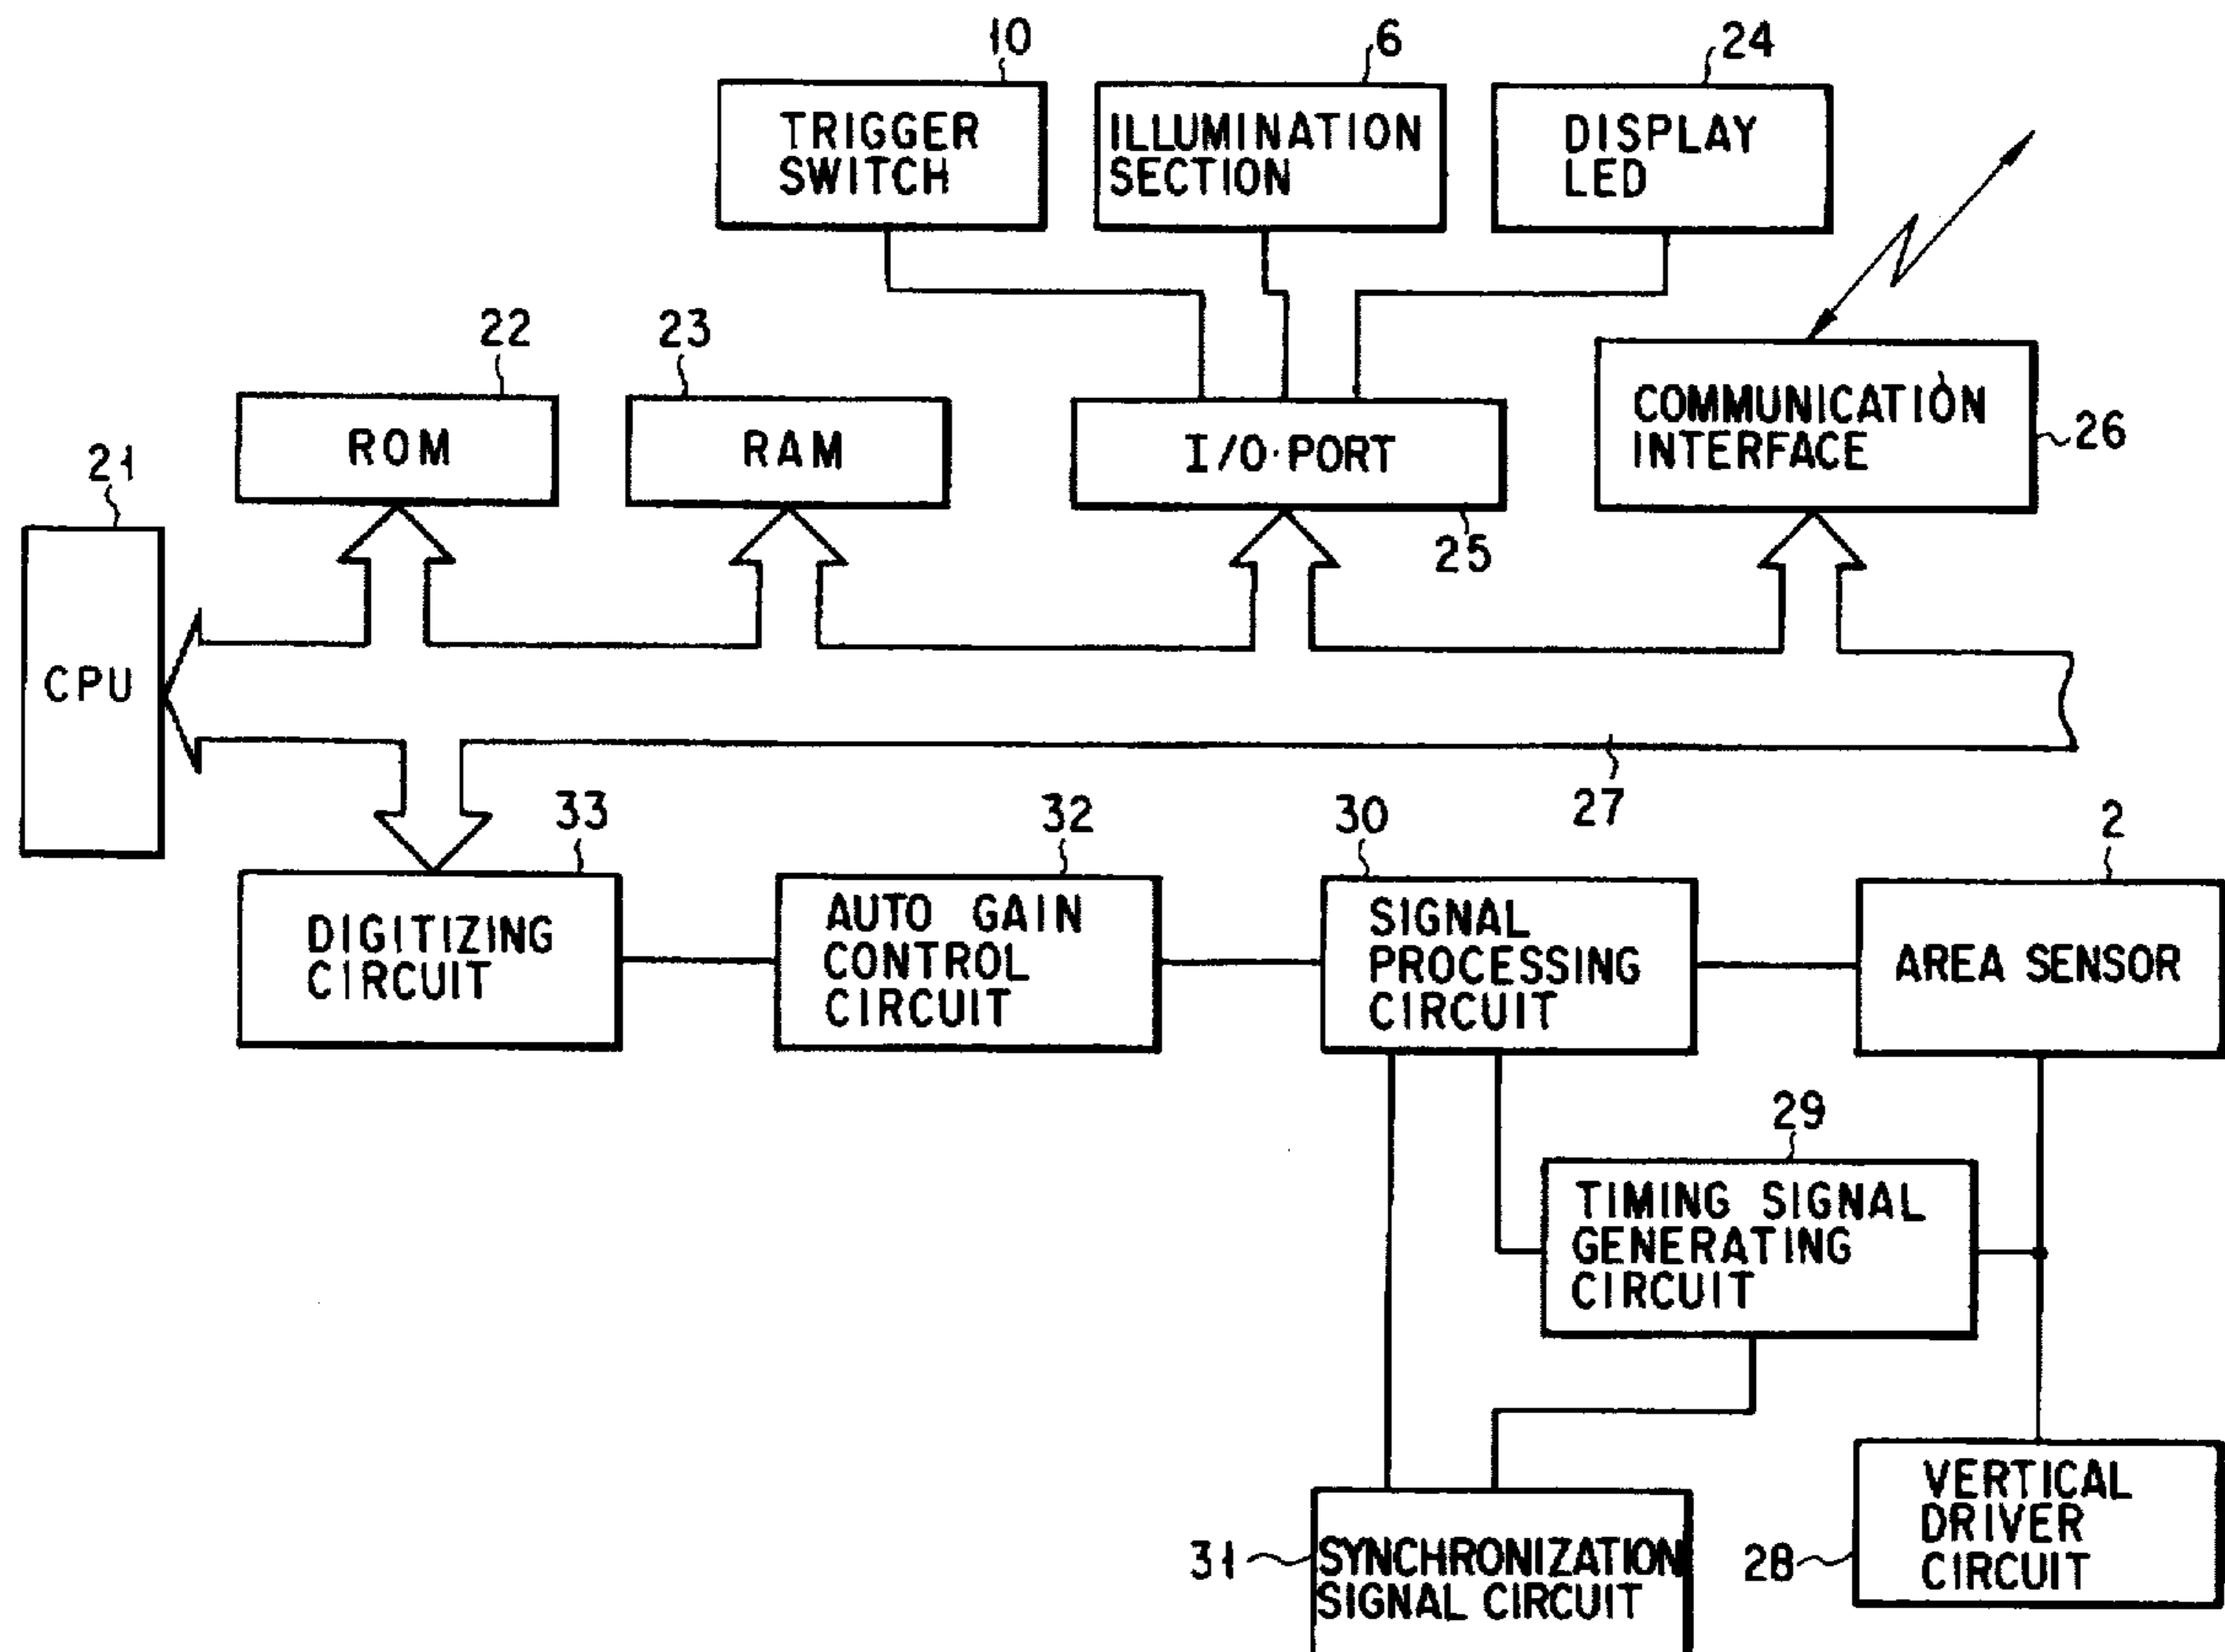 10
6
24
TRIGGER
SWITCH
ILLUMINATION
SECTION
DISPLAY
LED
22
23
ROM
RAM
I/O·PORT
COMMUNICATION
INTERFACE
26
21
25
CPU
27
33
32
30
2
DIGITIZING
CIRCUIT
AUTO GAIN
CONTROL
CIRCUIT
SIGNAL
PROCESSING
CIRCUIT
AREA SENSOR
29
TIMING SIGNAL
GENERATING
CIRCUIT
31
SYNCHRONIZATION
SIGNAL CIRCUIT
28
VERTICAL
DRIVER
CIRCUIT